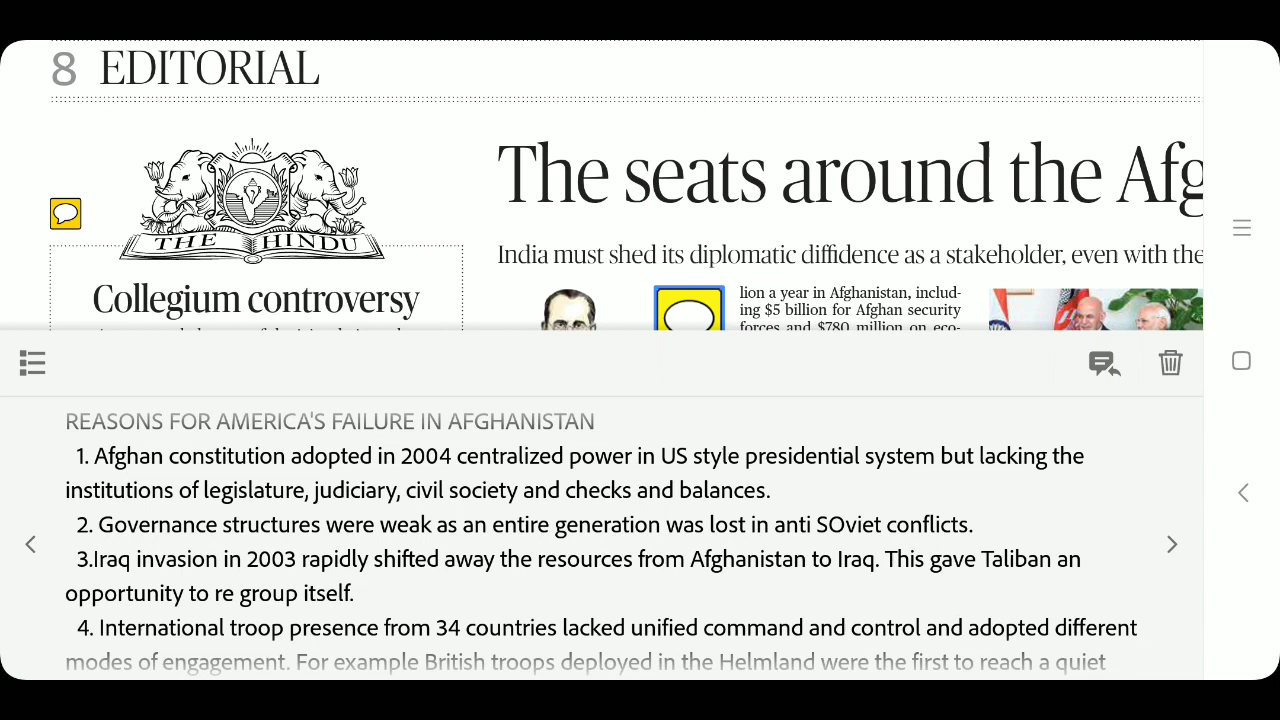 8 EDITORIAL
THE HINDU
Collegium controversy
The seats around the Afg
India must shed its diplomatic diffidence as a stakeholder, even with the
lion a year in Afghanistan, includ-
ing $5 billion for Afghan security
forces and $780 million on eco-
REASONS FOR AMERICA'S FAILURE IN AFGHANISTAN
1. Afghan constitution adopted in 2004 centralized power in US style presidential system but lacking the
institutions of legislature, judiciary, civil society and checks and balances.
2. Governance structures were weak as an entire generation was lost in anti SOviet conflicts.
3.Iraq invasion in 2003 rapidly shifted away the resources from Afghanistan to Iraq. This gave Taliban an
opportunity to re group itself.
4. International troop presence from 34 countries lacked unified command and control and adopted different
modes of engagement. For example British troops deployed in the Helmland were the first to reach a quiet